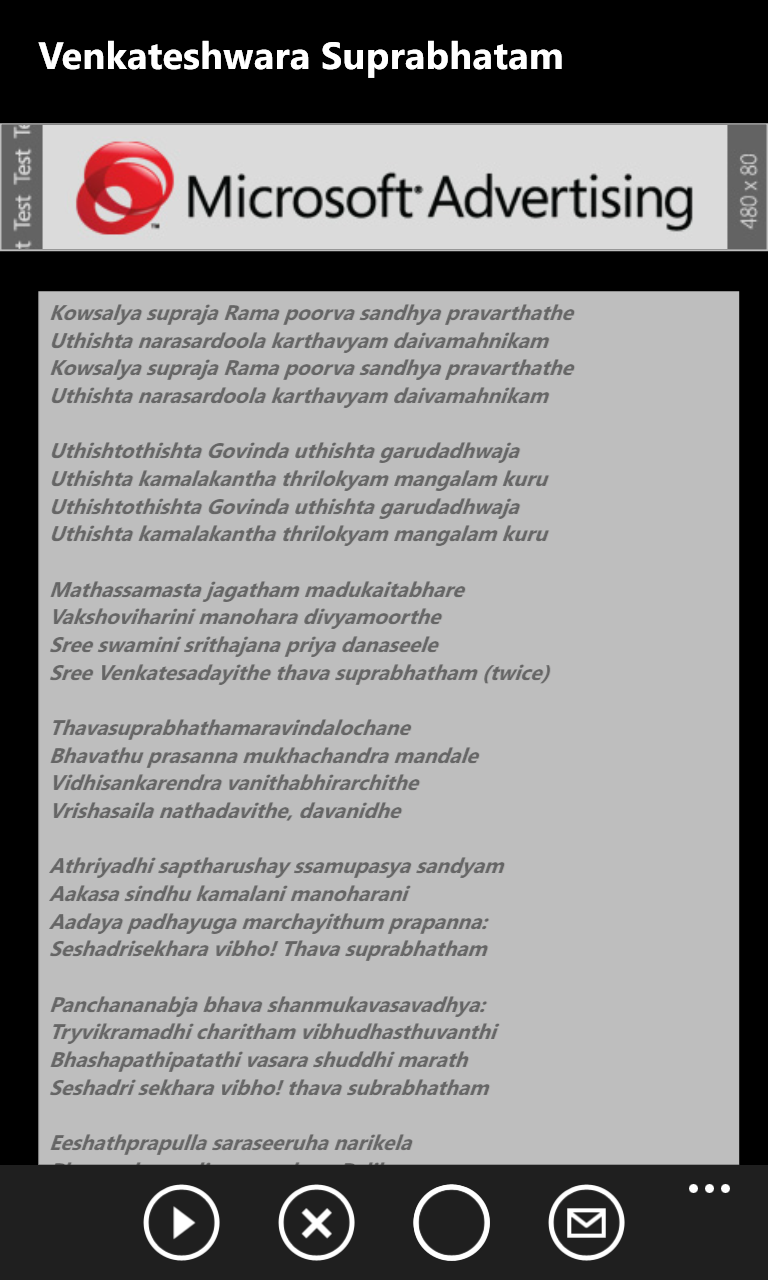 Venkateshwara Suprabhatam
Test Test
Microsoft Advertising
™
480 x 80
Kowsalya supraja Rama poorva sandhya pravarthathe
Uthishta narasardoola karthavyam daivamahnikam
Kowsalya supraja Rama poorva sandhya pravarthathe
Uthishta narasardoola karthavyam daivamahnikam
Uthishtothishta Govinda uthishta garudadhwaja
Uthishta kamalakantha thrilokyam mangalam kuru
Uthishtothishta Govinda uthishta garudadhwaja
Uthishta kamalakantha thrilokyam mangalam kuru
Mathassamasta jagatham madukaitabhare
Vakshoviharini manohara divyamoorthe
Sree swamini srithajana priya danaseele
Sree Venkatesadayithe thava suprabhatham (twice)
Thavasuprabhathamaravindalochane
Bhavathu prasanna mukhachandra mandale
Vidhisankarendra vanithabhirarchithe
Vrishasaila nathadavithe, davanidhe
Athriyadhi saptharushay ssamupasya sandyam
Aakasa sindhu kamalani manoharani
Aadaya padhayuga marchayithum prapanna:
Seshadrisekhara vibho! Thava suprabhatham
Panchananabja bhava shanmukavasavadhya:
Tryvikramadhi charitham vibhudhasthuvanthi
Bhashapathipatathi vasara shuddhi marath
Seshadri sekhara vibho! thava subrabhatham
Eeshathprapulla saraseeruha narikela